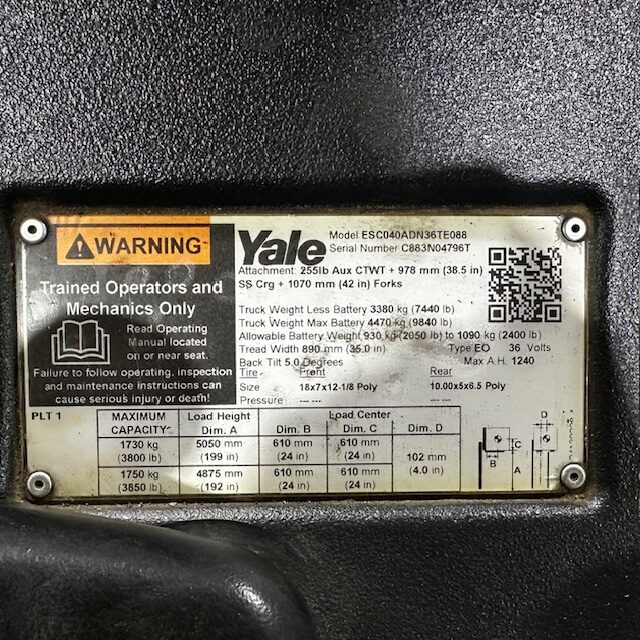 WARNING
Trained Operators and
Mechanics Only
Read Operating
Manual located
on or near seat.
Failure to follow operating, inspection
and maintenance instructions can
cause serious injury or death!
Yale
Model ESC040ADN36TE088
Serial Number C883N04796T
Attachment: 255lb Aux CTWT + 978 mm (38.5 in)
SS Crg + 1070 mm (42 in) Forks
Truck Weight Less Battery 3380 kg (7440 lb)
Truck Weight Max Battery 4470 kg (9840 lb)
Allowable Battery Weight 930 kg (2050 lb) to 1090 kg (2400 lb)
Tread Width 890 mm (35.0 in) Type EO 36 Volts
Back Tilt 5.0 Degrees Max A.H. 1240
Tire Front Rear
Size 18x7x12-1/8 Poly 10.00x5x6.5 Poly
Pressure --- --- --- ---
PLT 1
MAXIMUM CAPACITY Load Height Dim. A Load Center Dim. B Dim. C Dim. D
1730 kg 5050 mm 610 mm 610 mm
(3800 lb) (199 in) (24 in) (24 in)
1750 kg 4875 mm 610 mm 610 mm
(3850 lb) (192 in) (24 in) (24 in)
102 mm
(4.0 in)
D
C
B
A